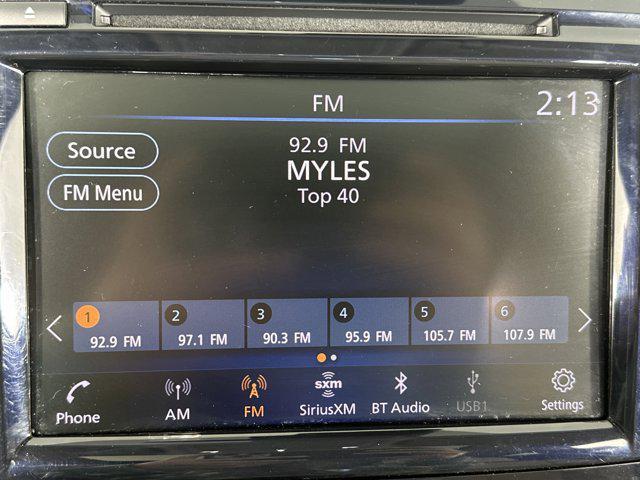 FM 2:13
Source
92.9 FM
MYLES
FM Menu
Top 40
1 2 3 4 5 6
92.9 FM 97.1 FM 90.3 FM 95.9 FM 105.7 FM 107.9 FM
sxm
Phone AM FM SiriusXM BT Audio USB1 Settings